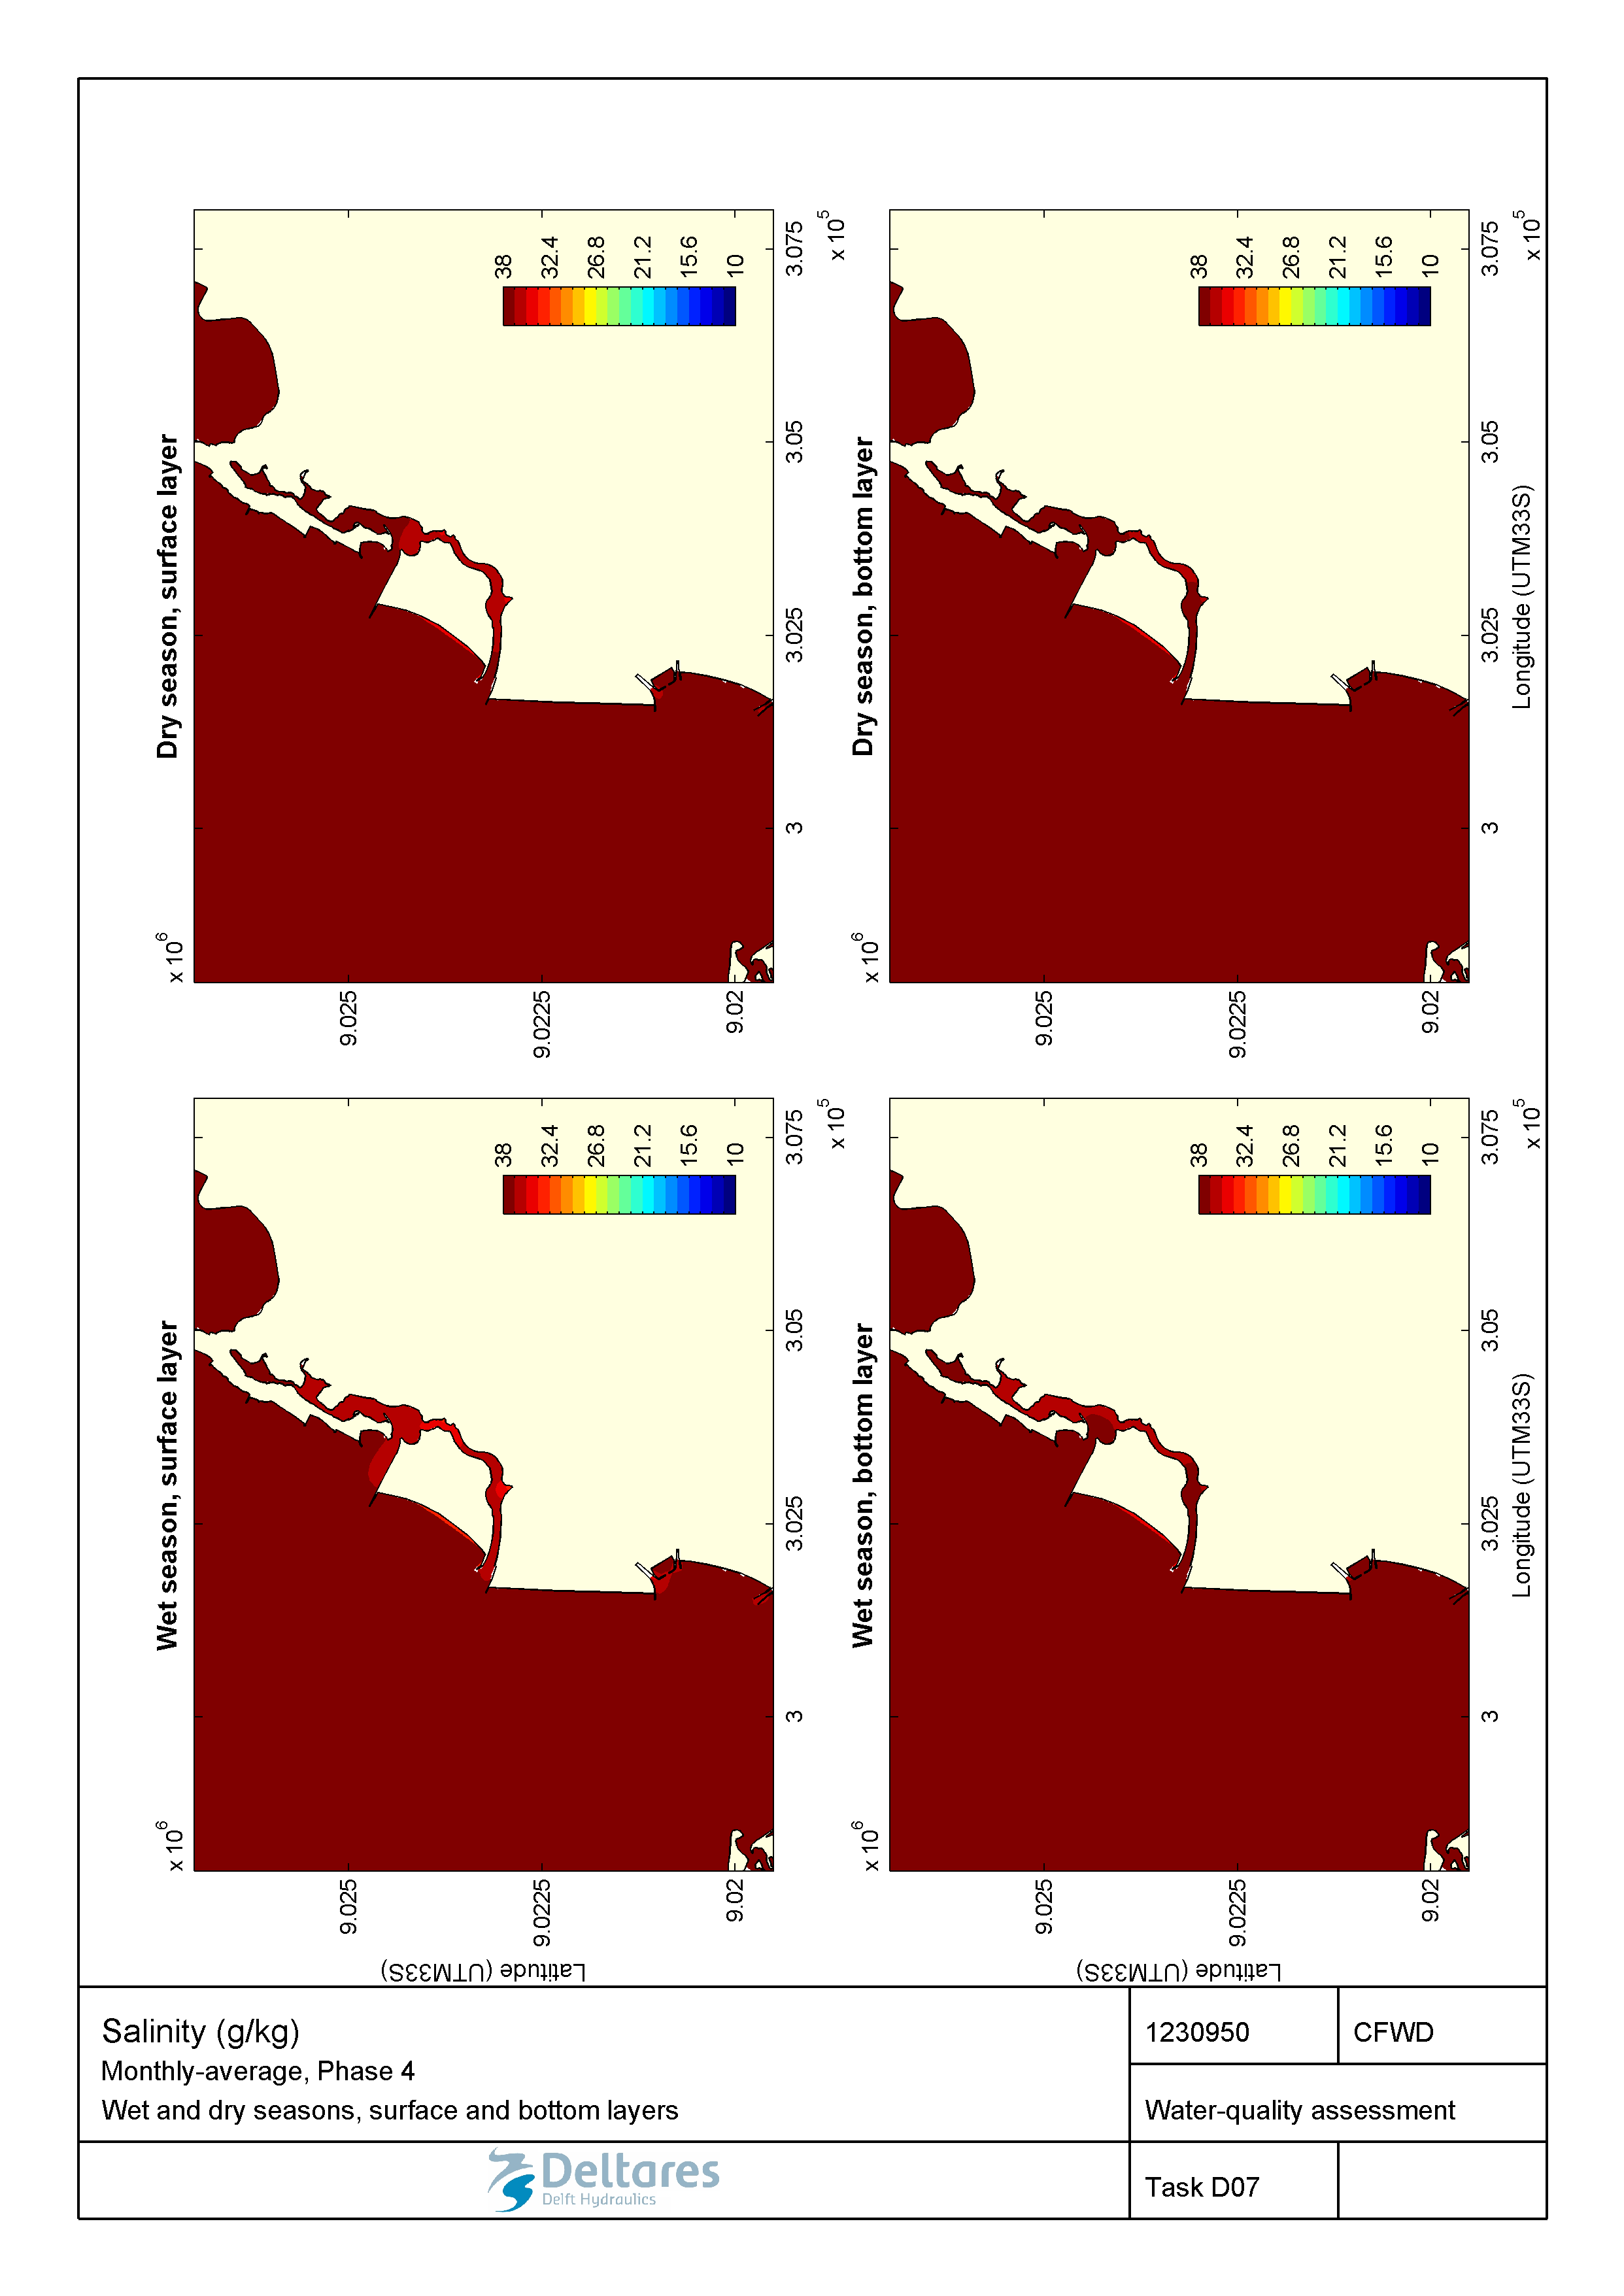 Wet season, surface layer
x 10^6
9.025
9.0225
9.02
Latitude (UTM33S)
3
3.025
3.05
3.075
x 10^5
38
32.4
26.8
21.2
15.6
10
Dry season, surface layer
x 10^6
9.025
9.0225
9.02
3
3.025
3.05
3.075
x 10^5
38
32.4
26.8
21.2
15.6
10
Wet season, bottom layer
x 10^6
9.025
9.0225
9.02
Latitude (UTM33S)
3
3.025
3.05
3.075
x 10^5
Longitude (UTM33S)
38
32.4
26.8
21.2
15.6
10
Dry season, bottom layer
x 10^6
9.025
9.0225
9.02
3
3.025
3.05
3.075
x 10^5
Longitude (UTM33S)
38
32.4
26.8
21.2
15.6
10
Salinity (g/kg)
Monthly-average, Phase 4
Wet and dry seasons, surface and bottom layers
1230950
CFWD
Water-quality assessment
Deltares
Delft Hydraulics
Task D07